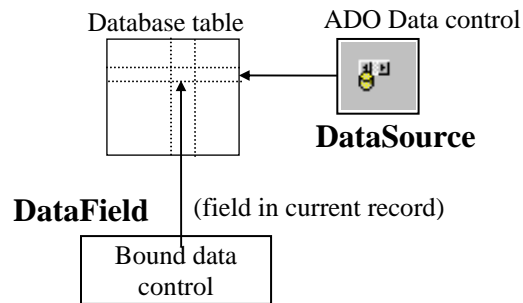 Database table
ADO Data control
DataSource
DataField
(field in current record)
Bound data
control